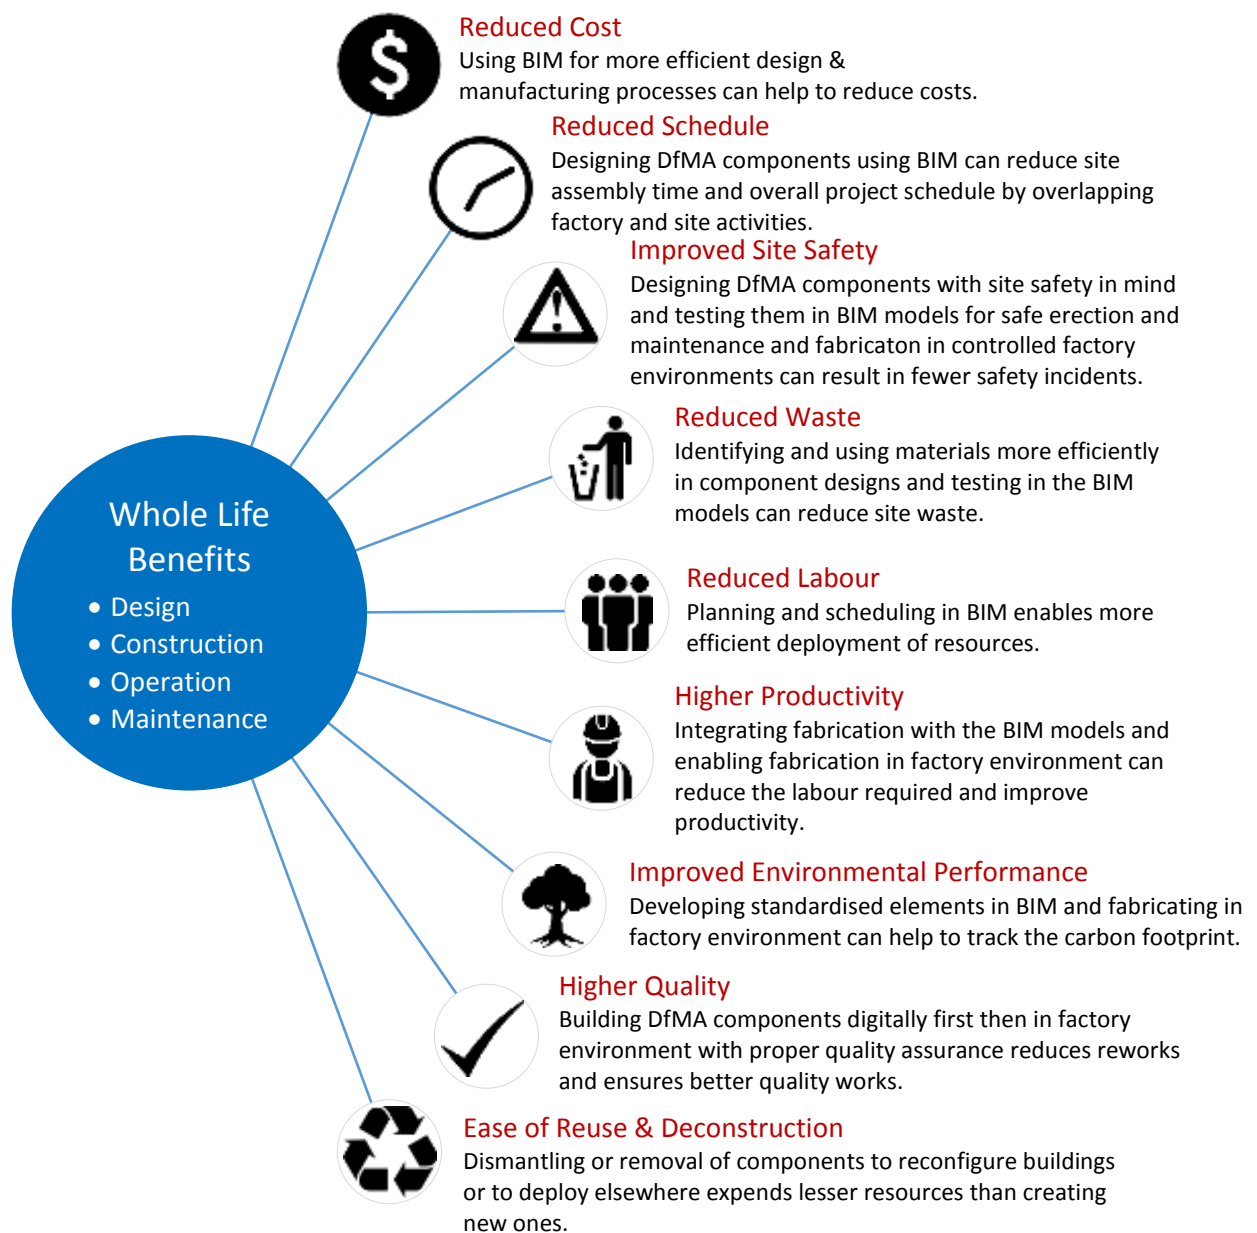 Reduced Cost
Using BIM for more efficient design &
manufacturing processes can help to reduce costs.
Reduced Schedule
Designing DfMA components using BIM can reduce site
assembly time and overall project schedule by overlapping
factory and site activities.
Improved Site Safety
Designing DfMA components with site safety in mind
and testing them in BIM models for safe erection and
maintenance and fabricaton in controlled factory
environments can result in fewer safety incidents.
Reduced Waste
Identifying and using materials more efficiently
in component designs and testing in the BIM
models can reduce site waste.
Whole Life
Benefits
• Design
• Construction
• Operation
• Maintenance
Reduced Labour
Planning and scheduling in BIM enables more
efficient deployment of resources.
Higher Productivity
Integrating fabrication with the BIM models and
enabling fabrication in factory environment can
reduce the labour required and improve
productivity.
Improved Environmental Performance
Developing standardised elements in BIM and fabricating in
factory environment can help to track the carbon footprint.
Higher Quality
Building DfMA components digitally first then in factory
environment with proper quality assurance reduces reworks
and ensures better quality works.
Ease of Reuse & Deconstruction
Dismantling or removal of components to reconfigure buildings
or to deploy elsewhere expends lesser resources than creating
new ones.